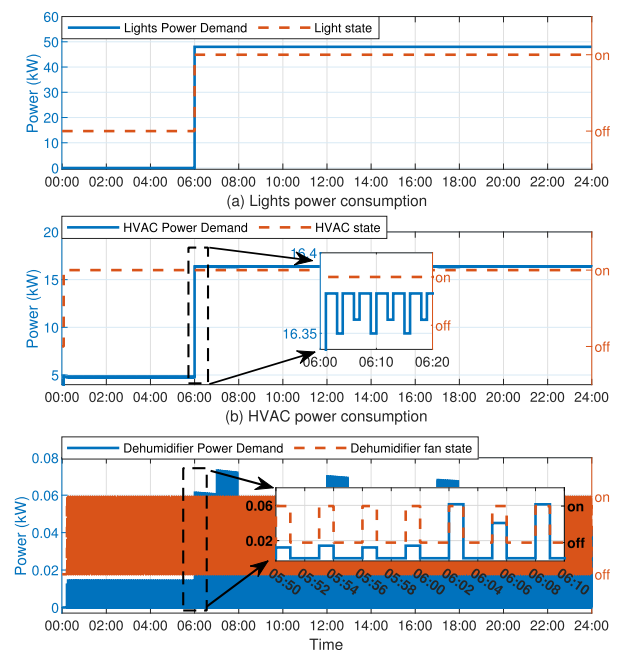 Lights Power Demand Light state
60
50
40
30
20
10
0
Power (kW)
on
off
00:00 02:00 04:00 06:00 08:00 10:00 12:00 14:00 16:00 18:00 20:00 22:00 24:00
(a) Lights power consumption
HVAC Power Demand HVAC state
20
15
10
5
Power (kW)
16.4
16.35
on
off
06:00 06:10 06:20
on
off
00:00 02:00 04:00 06:00 08:00 10:00 12:00 14:00 16:00 18:00 20:00 22:00 24:00
(b) HVAC power consumption
Dehumidifier Power Demand Dehumidifier fan state
0.08
0.06
0.04
0.02
0
Power (kW)
0.06
0.02
on
off
05:50 05:52 05:54 05:56 05:58 06:00 06:02 06:04 06:06 06:08 06:10
on
off
00:00 02:00 04:00 06:00 08:00 10:00 12:00 14:00 16:00 18:00 20:00 22:00 24:00
Time